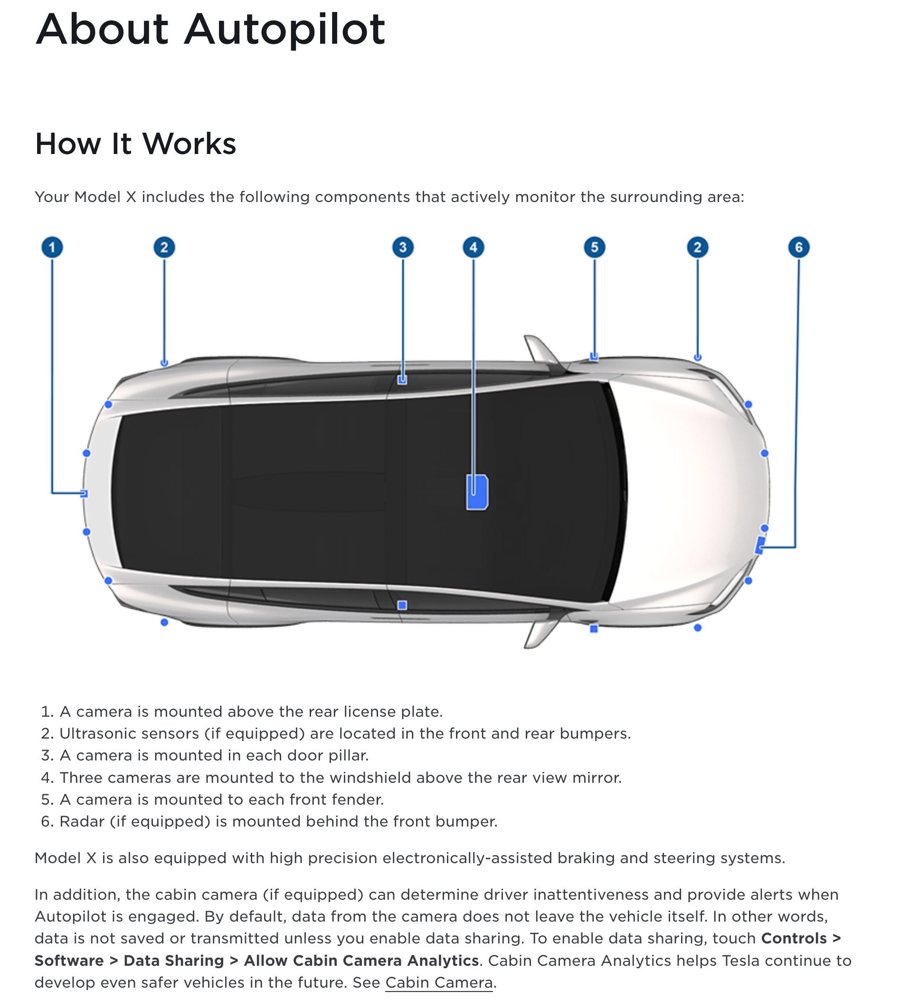 About Autopilot
How It Works
Your Model X includes the following components that actively monitor the surrounding area:
1 2 3 4 5 2 6
1. A camera is mounted above the rear license plate.
2. Ultrasonic sensors (if equipped) are located in the front and rear bumpers.
3. A camera is mounted in each door pillar.
4. Three cameras are mounted to the windshield above the rear view mirror.
5. A camera is mounted to each front fender.
6. Radar (if equipped) is mounted behind the front bumper.
Model X is also equipped with high precision electronically-assisted braking and steering systems.
In addition, the cabin camera (if equipped) can determine driver inattentiveness and provide alerts when
Autopilot is engaged. By default, data from the camera does not leave the vehicle itself. In other words,
data is not saved or transmitted unless you enable data sharing. To enable data sharing, touch Controls >
Software > Data Sharing > Allow Cabin Camera Analytics. Cabin Camera Analytics helps Tesla continue to
develop even safer vehicles in the future. See Cabin Camera.